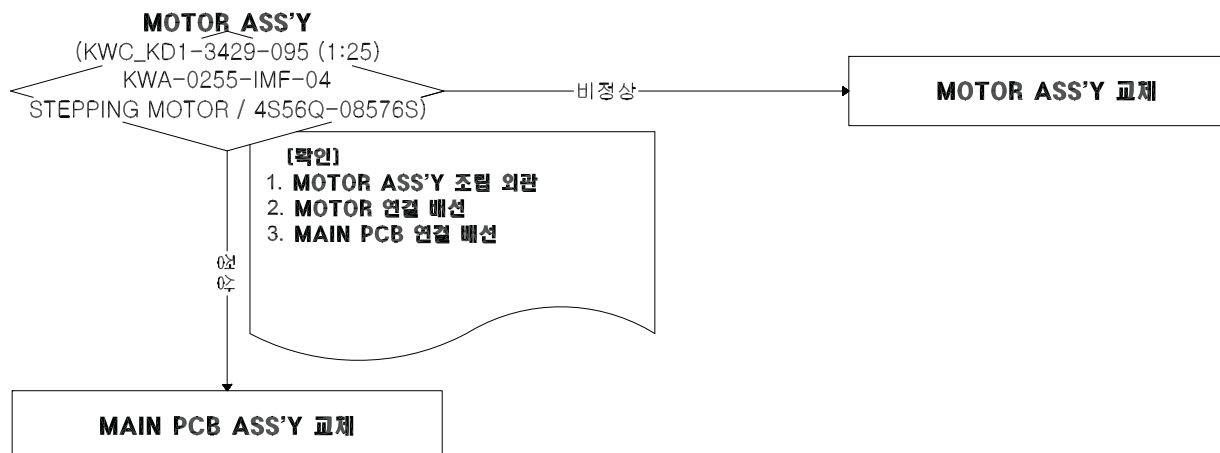 MOTOR ASS'Y
(KWC_KD1-3429-095 (1:25)
KWA-0255-IMF-04
STEPPING MOTOR / 4S56Q-08576S)
비정상
MOTOR ASS'Y 교체
[확인]
1. MOTOR ASS'Y 조립 외관
2. MOTOR 연결 배선
3. MAIN PCB 연결 배선
정상
MAIN PCB ASS'Y 교체